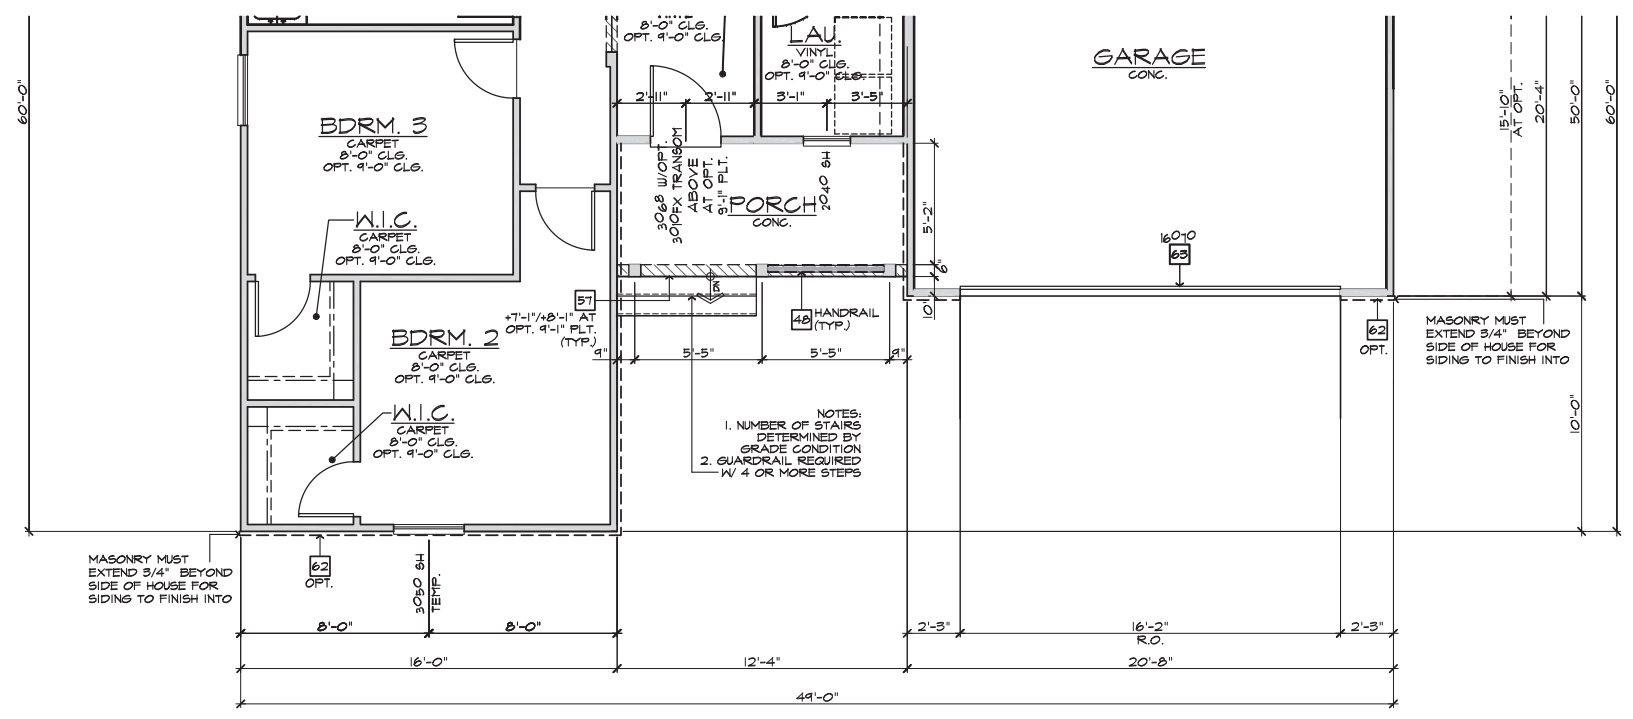 8'-0" CLG.
OPT. 9'-0" CLG.
LAU.
VINYL
8'-0" CLG.
OPT. 9'-0" CLG.
GARAGE
CONC.
60'-0"
2'-11"
2'-11"
3'-1"
3'-5"
15'-10"
AT OPT.
20'-4"
50'-0"
60'-0"
BDRM. 3
CARPET
8'-0" CLG.
OPT. 9'-0" CLG.
3068 W/OPT.
3010FX TRANSOM
ABOVE
AT OPT.
9'-1" PLT.
2040 SH
PORCH
CONC.
5'-2"
6"
10"
W.I.C.
CARPET
8'-0" CLG.
OPT. 9'-0" CLG.
16070
63
57
+7'-1"/+8'-1" AT
OPT. 9'-1" PLT.
(TYP.)
DN
48
HANDRAIL
(TYP.)
62
OPT.
MASONRY MUST
EXTEND 3/4" BEYOND
SIDE OF HOUSE FOR
SIDING TO FINISH INTO
BDRM. 2
CARPET
8'-0" CLG.
OPT. 9'-0" CLG.
9"
5'-5"
5'-5"
9"
W.I.C.
CARPET
8'-0" CLG.
OPT. 9'-0" CLG.
NOTES:
1. NUMBER OF STAIRS
DETERMINED BY
GRADE CONDITION
2. GUARDRAIL REQUIRED
W/ 4 OR MORE STEPS
10'-0"
MASONRY MUST
EXTEND 3/4" BEYOND
SIDE OF HOUSE FOR
SIDING TO FINISH INTO
62
OPT.
3050 SH
TEMP.
8'-0"
8'-0"
2'-3"
16'-2"
R.O.
2'-3"
16'-0"
12'-4"
20'-8"
49'-0"